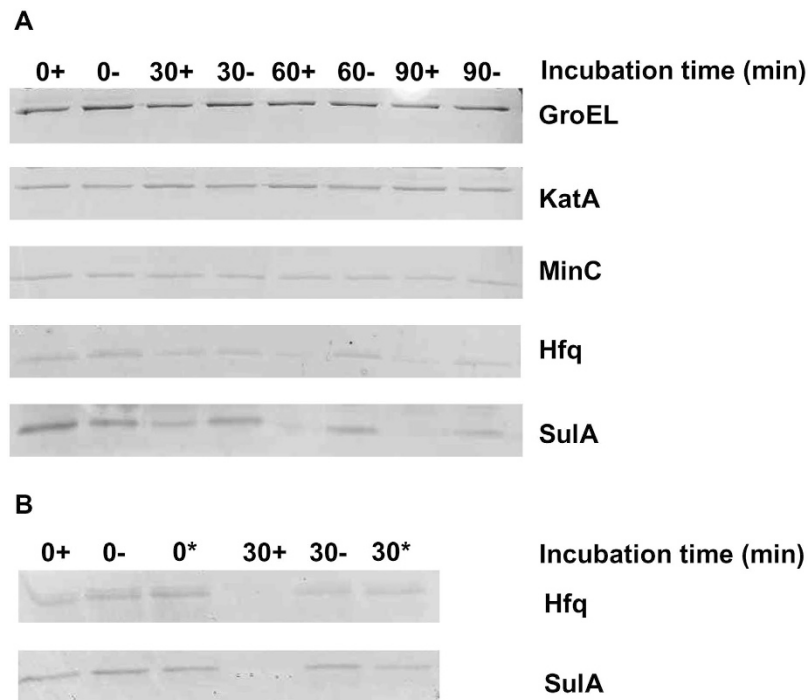 A
0+ 0- 30+ 30- 60+ 60- 90+ 90- Incubation time (min)
GroEL
KatA
MinC
Hfq
SulA
B
0+ 0- 0* 30+ 30- 30* Incubation time (min)
Hfq
SulA